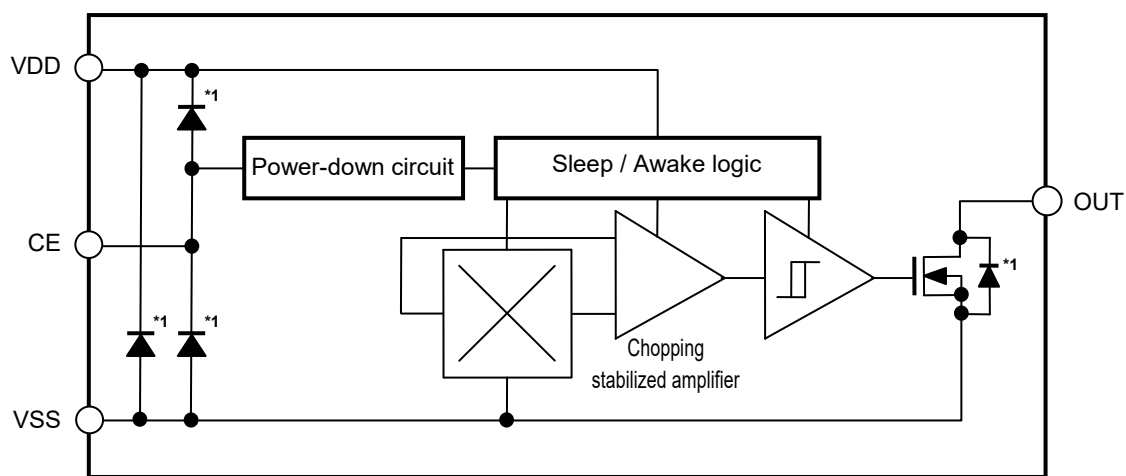 VDD
*1
Power-down circuit
Sleep / Awake logic
OUT
CE
*1
*1
*1
Chopping
stabilized amplifier
VSS